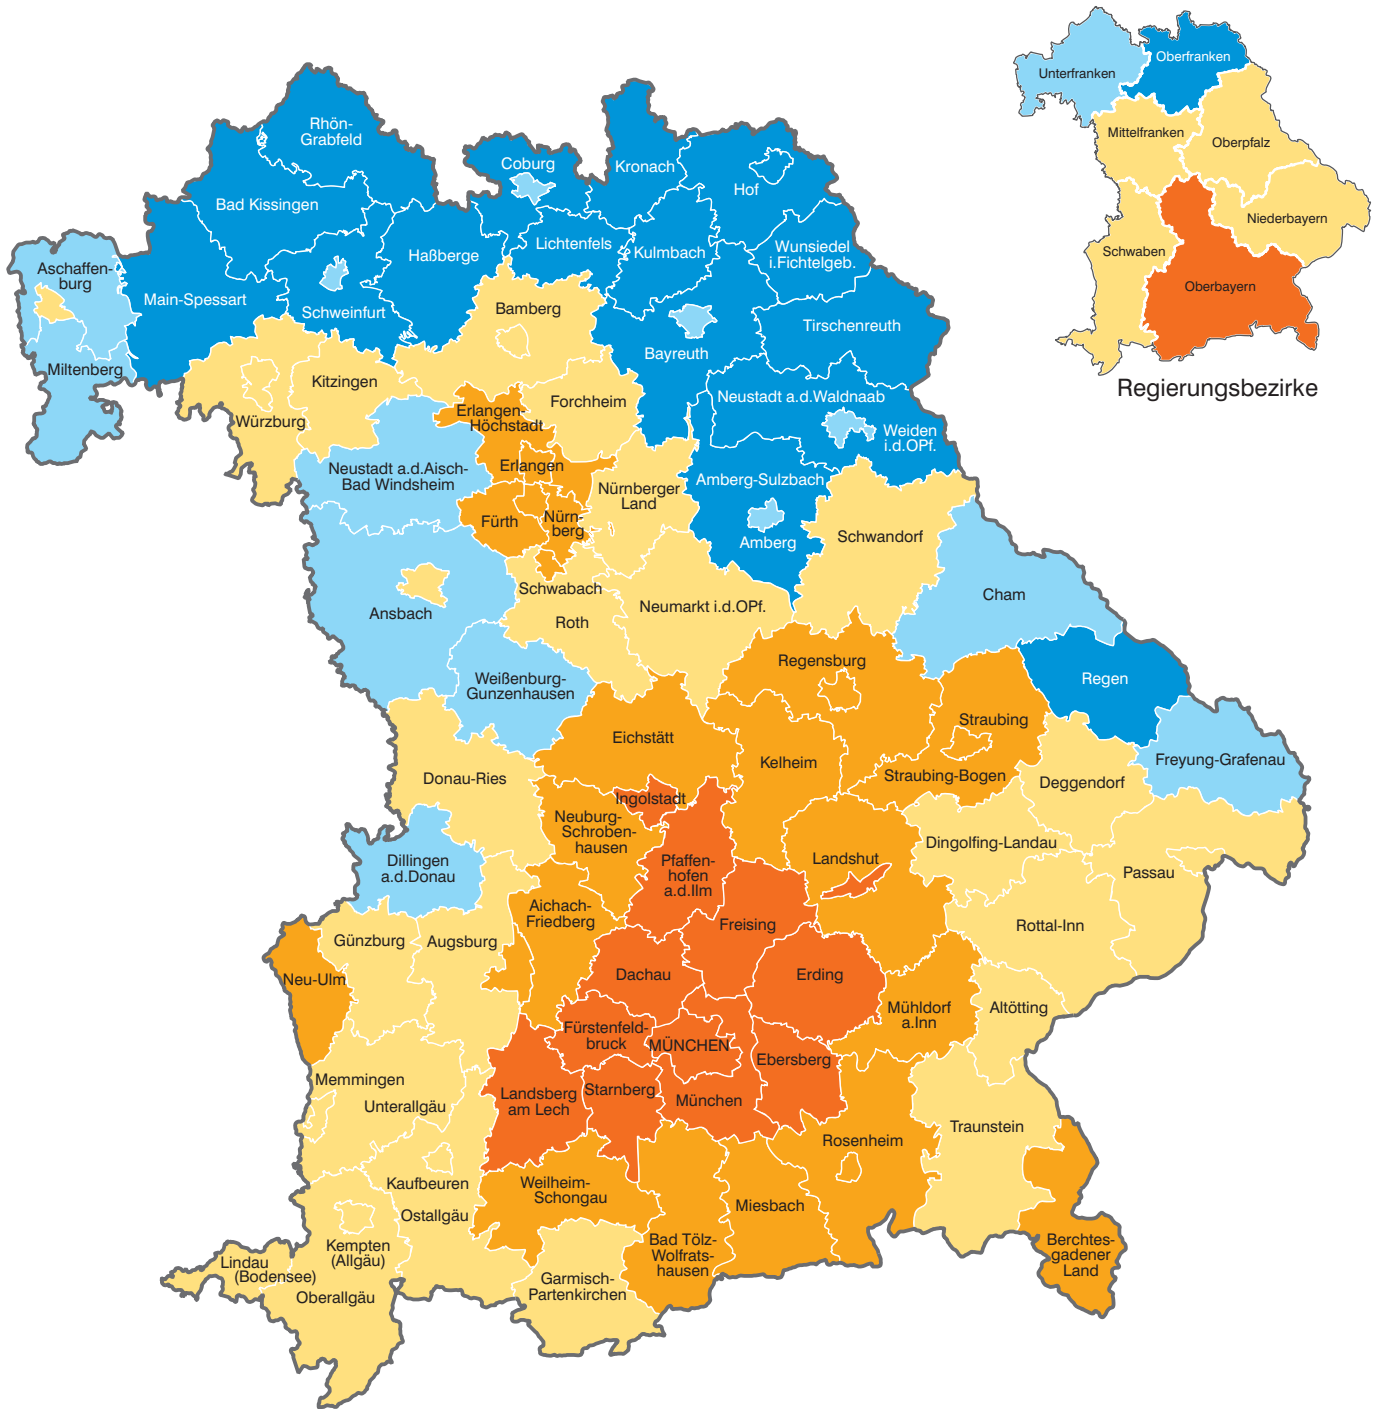 Unterfranken
Oberfranken
Mittelfranken
Oberpfalz
Niederbayern
Schwaben
Oberbayern
Regierungsbezirke
Rhön-
Grabfeld
Coburg
Kronach
Hof
Bad Kissingen
Lichtenfels
Kulmbach
Wunsiedel
i.Fichtelgeb.
Haßberge
Aschaffen-
burg
Main-Spessart
Schweinfurt
Bamberg
Tirschenreuth
Bayreuth
Miltenberg
Kitzingen
Würzburg
Erlangen-
Höchstadt
Forchheim
Neustadt a.d.Waldnaab
Weiden
i.d.OPf.
Neustadt a.d.Aisch-
Bad Windsheim
Erlangen
Nürnberger
Land
Amberg-Sulzbach
Fürth
Nürn-
berg
Amberg
Schwandorf
Cham
Ansbach
Schwabach
Roth
Neumarkt i.d.OPf.
Weißenburg-
Gunzenhausen
Regensburg
Regen
Straubing
Eichstätt
Kelheim
Straubing-Bogen
Deggendorf
Freyung-Grafenau
Donau-Ries
Ingolstadt
Neuburg-
Schroben-
hausen
Dingolfing-Landau
Dillingen
a.d.Donau
Pfaffen-
hofen
a.d.Ilm
Landshut
Passau
Aichach-
Friedberg
Freising
Rottal-Inn
Günzburg
Augsburg
Neu-Ulm
Dachau
Erding
Mühldorf
a.Inn
Altötting
Fürstenfeld-
bruck
MÜNCHEN
Ebersberg
Memmingen
Unterallgäu
Landsberg
am Lech
Starnberg
München
Traunstein
Rosenheim
Kaufbeuren
Weilheim-
Schongau
Miesbach
Ostallgäu
Kempten
(Allgäu)
Bad Tölz-
Wolfrats-
hausen
Berchtes-
gadener
Land
Lindau
(Bodensee)
Oberallgäu
Garmisch-
Partenkirchen